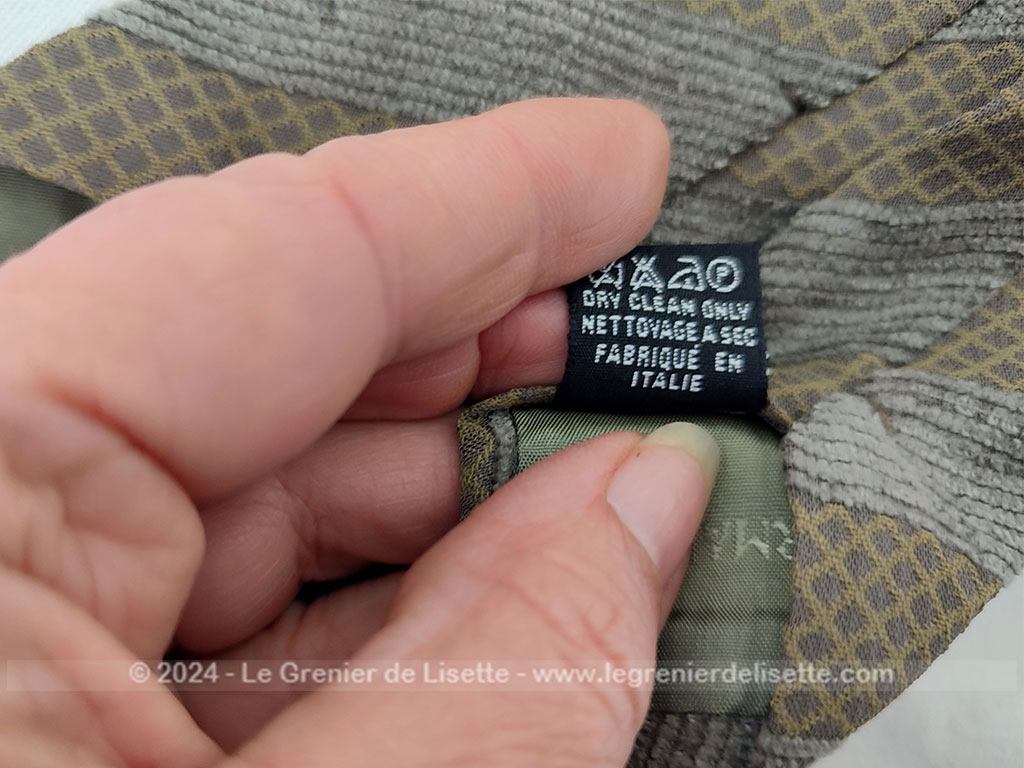 P
DRY CLEAN ONLY
NETTOYAGE A SEC
FABRIQUÉ EN
ITALIE
© 2024 - Le Grenier de Lisette - www.legrenierdelisette.com